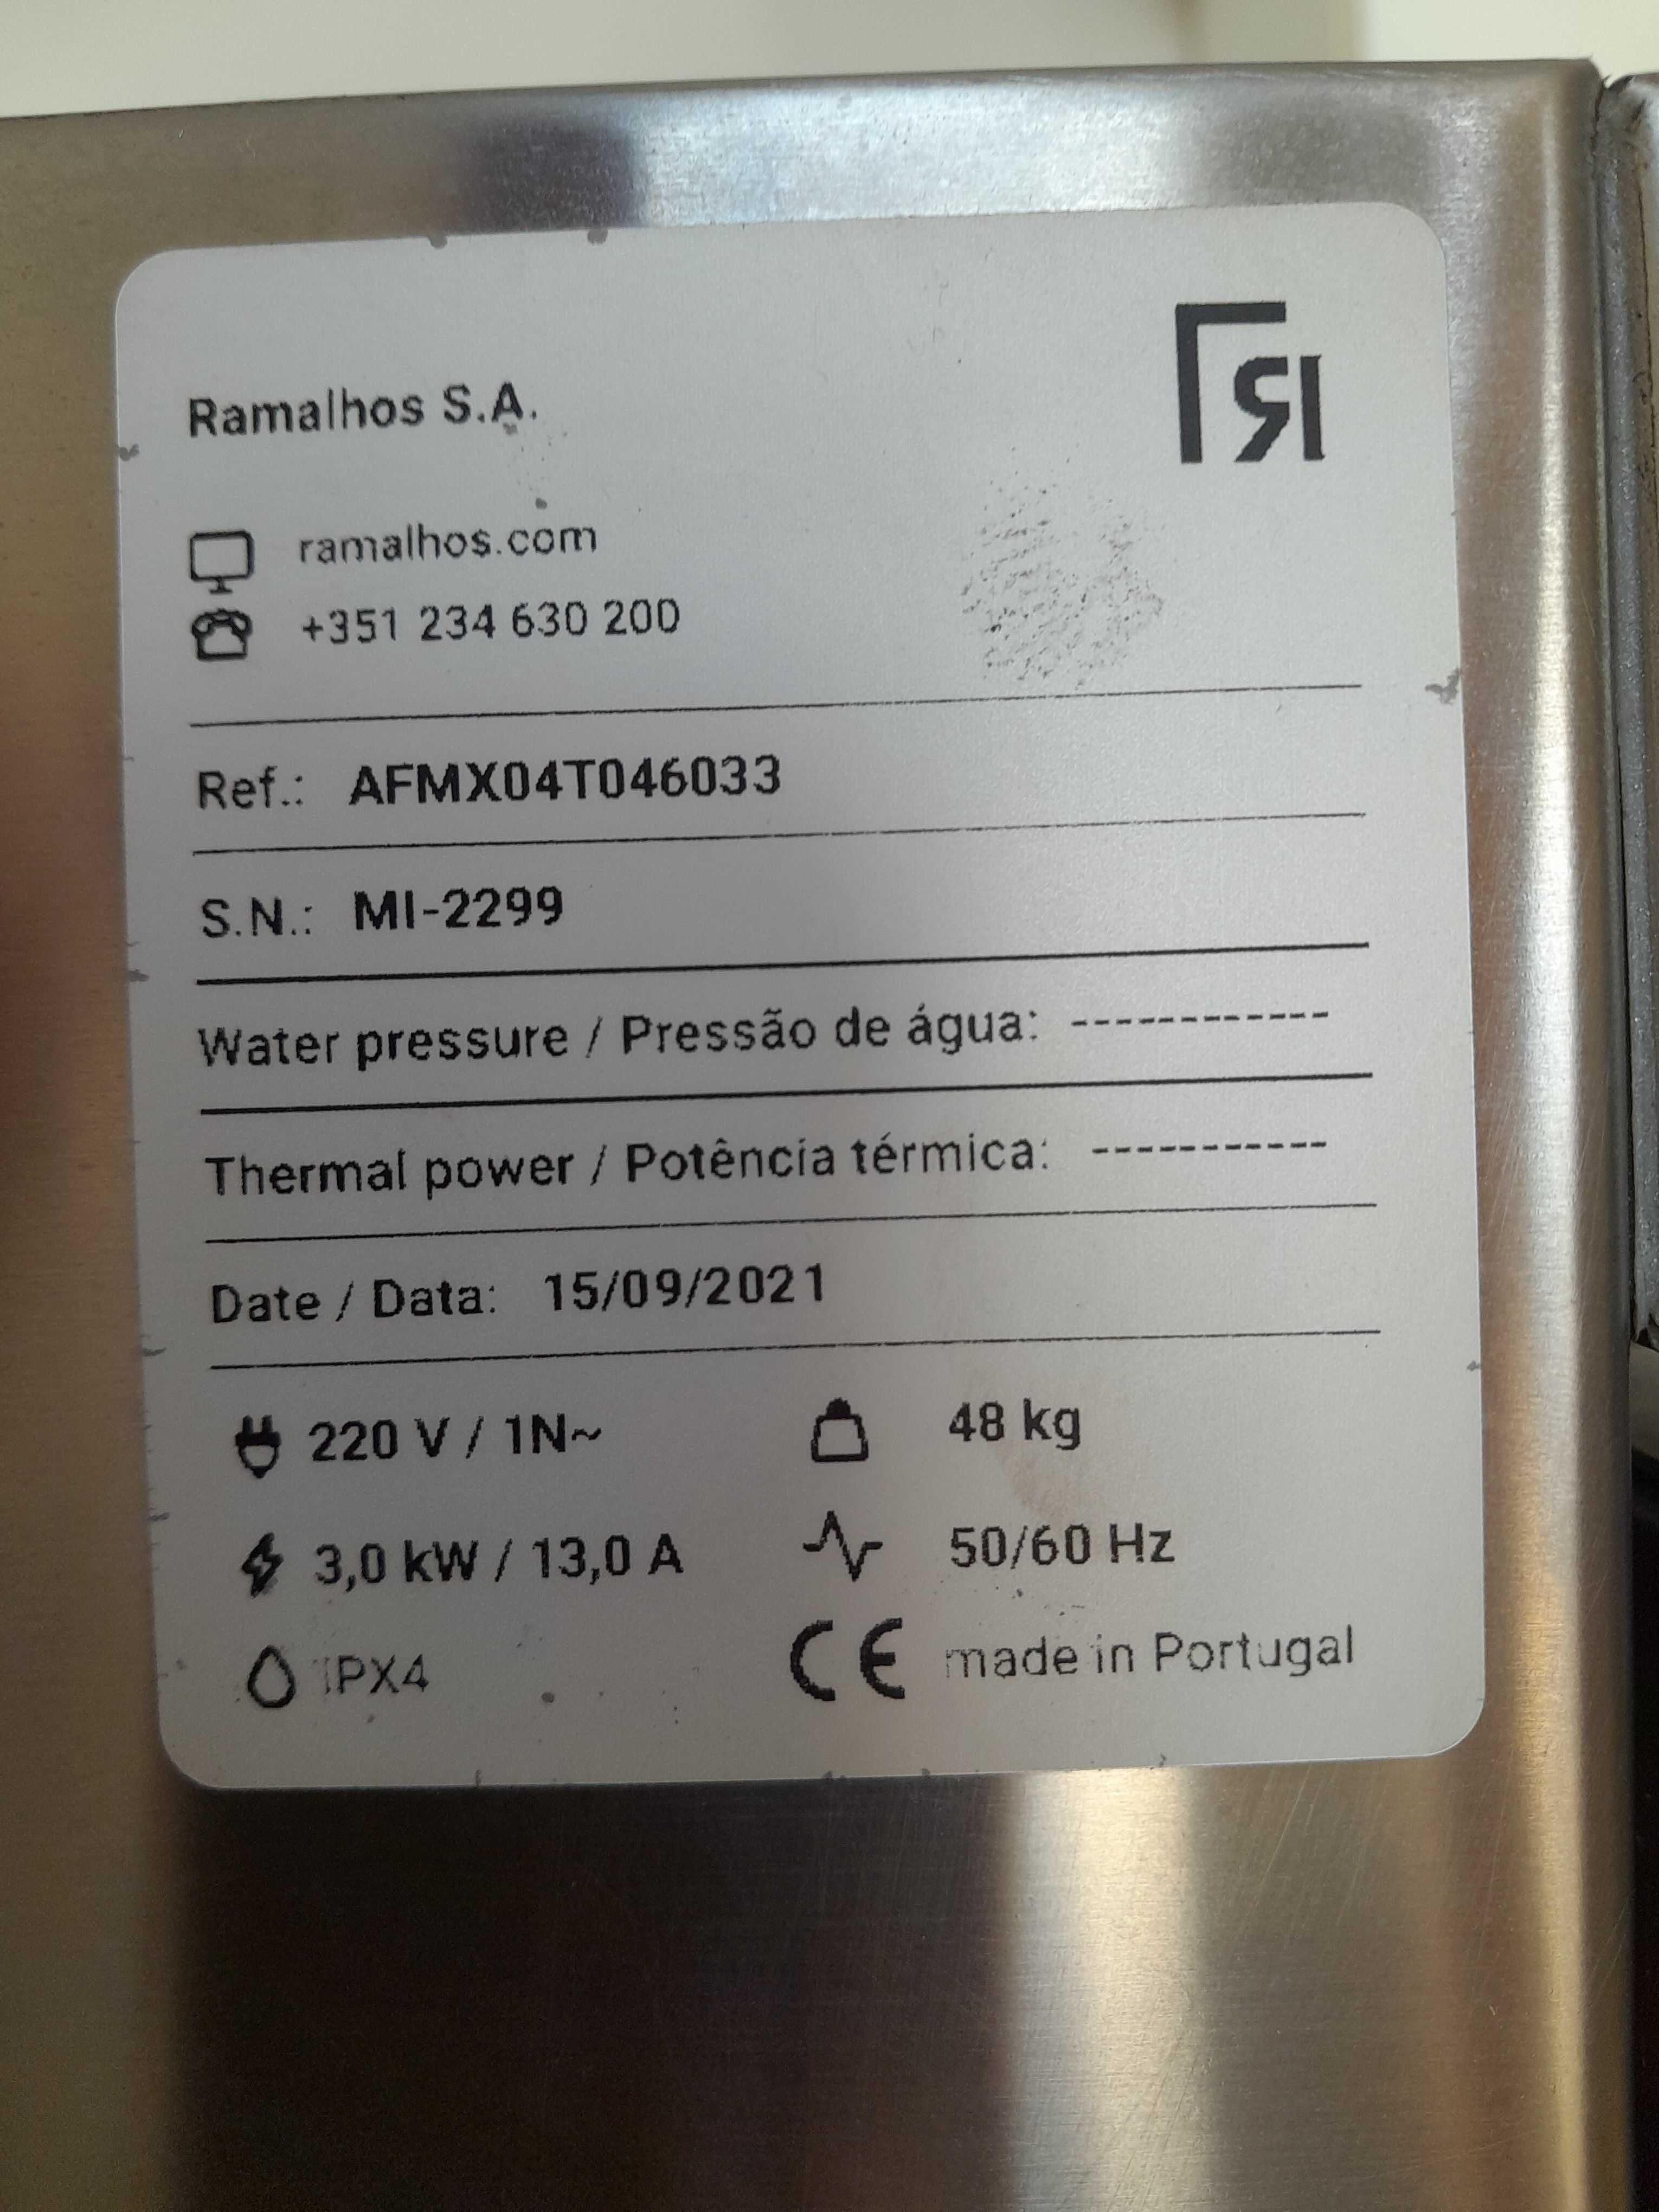 Ramalhos S.A.
ramalhos.com
+351 234 630 200
Ref.: AFMX04T046033
S.N.: MI-2299
Water pressure / Pressão de água: ------------
Thermal power / Potência térmica: -----------
Date / Data: 15/09/2021
220 V / 1N~ 48 kg
3,0 kW / 13,0 A 50/60 Hz
IPX4 CE made in Portugal